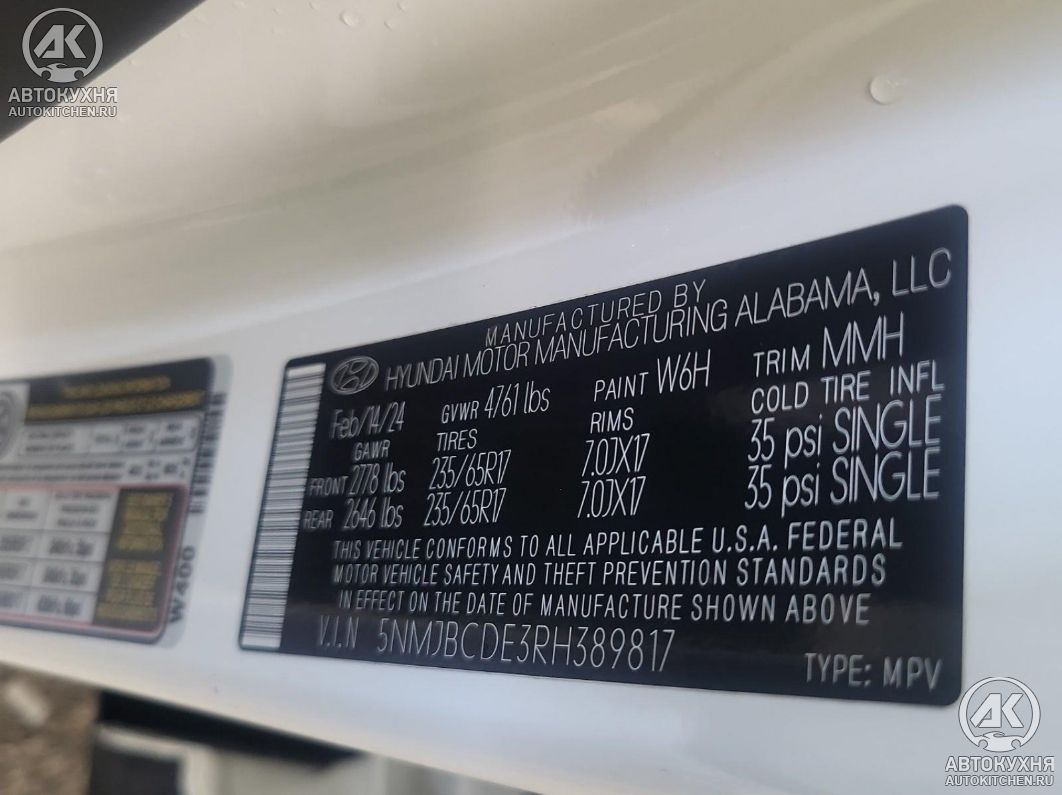 АВТОКУХНЯ
AUTOKITCHEN.RU
MANUFACTURED BY
HYUNDAI MOTOR MANUFACTURING ALABAMA, LLC
Feb/14/24 GVWR 4761 lbs PAINT W6H TRIM MMH
GAWR TIRES RIMS COLD TIRE INFL
FRONT 2778 lbs 235/65R17 7.0JX17 35 psi SINGLE
REAR 2646 lbs 235/65R17 7.0JX17 35 psi SINGLE
THIS VEHICLE CONFORMS TO ALL APPLICABLE U.S.A. FEDERAL
MOTOR VEHICLE SAFETY AND THEFT PREVENTION STANDARDS
IN EFFECT ON THE DATE OF MANUFACTURE SHOWN ABOVE
V.I.N 5NMJBCDE3RH389817
TYPE: MPV
W400
АВТОКУХНЯ
AUTOKITCHEN.RU